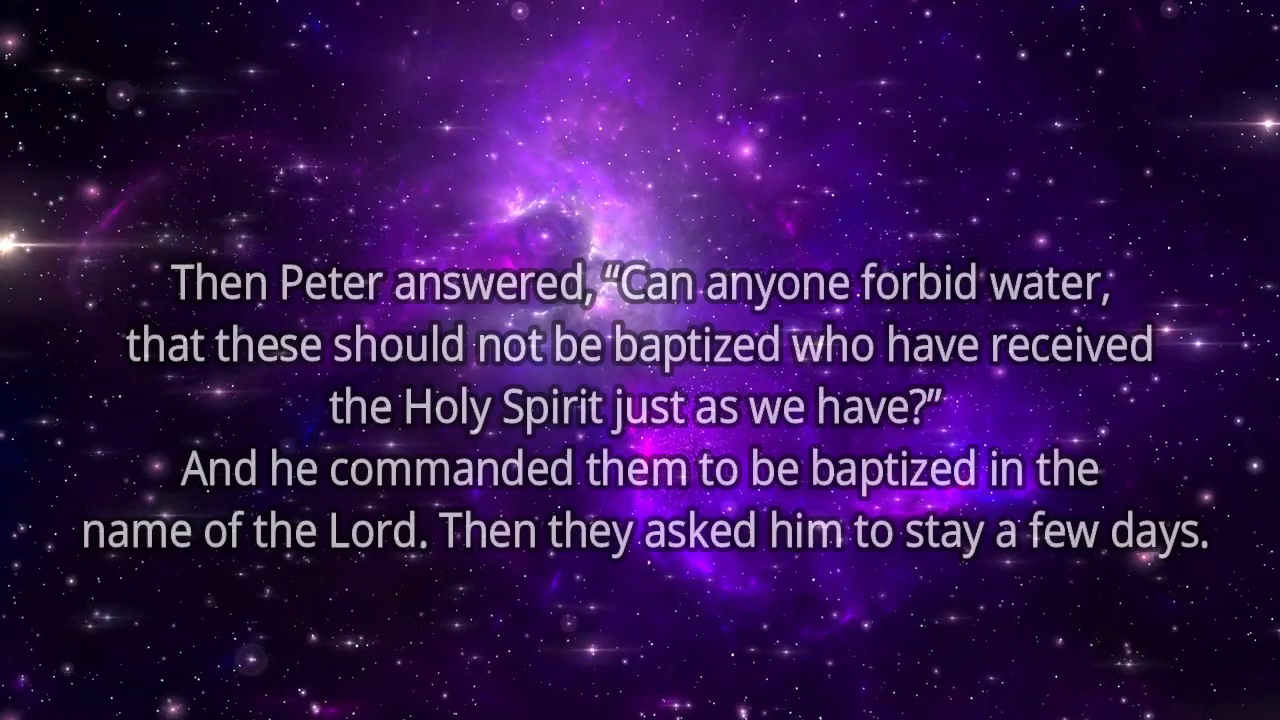 Then Peter answered, “Can anyone forbid water,
that these should not be baptized who have received
the Holy Spirit just as we have?”
And he commanded them to be baptized in the
name of the Lord. Then they asked him to stay a few days.